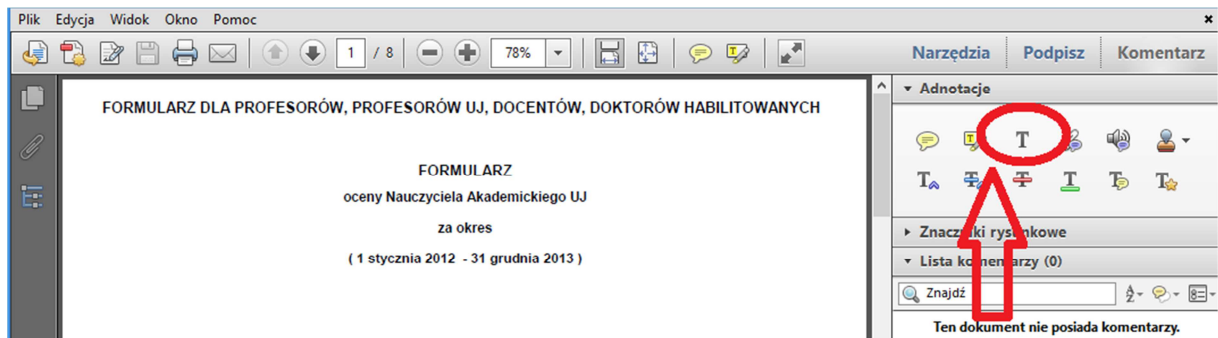 Plik Edycja Widok Okno Pomoc
1 / 8 78% Narzędzia Podpisz Komentarz
FORMULARZ DLA PROFESORÓW, PROFESORÓW UJ, DOCENTÓW, DOKTORÓW HABILITOWANYCH
FORMULARZ
oceny Nauczyciela Akademickiego UJ
za okres
( 1 stycznia 2012 - 31 grudnia 2013 )
Adnotacje
Znaczniki rysunkowe
Lista komentarzy (0)
Znajdź
Ten dokument nie posiada komentarzy.